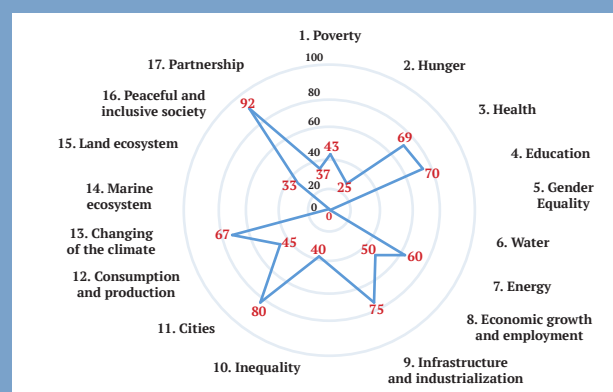 1. Poverty
100
17. Partnership
2. Hunger
80
92
16. Peaceful and
inclusive society
3. Health
60
69
15. Land ecosystem
43
4. Education
40
37
70
33
25
5. Gender
Equality
14. Marine
ecosystem
20
0
0
13. Changing
of the climate
67
6. Water
45
50
60
40
12. Consumption
and production
7. Energy
80
75
8. Economic growth
and employment
11. Cities
10. Inequality
9. Infrastructure
and industrialization